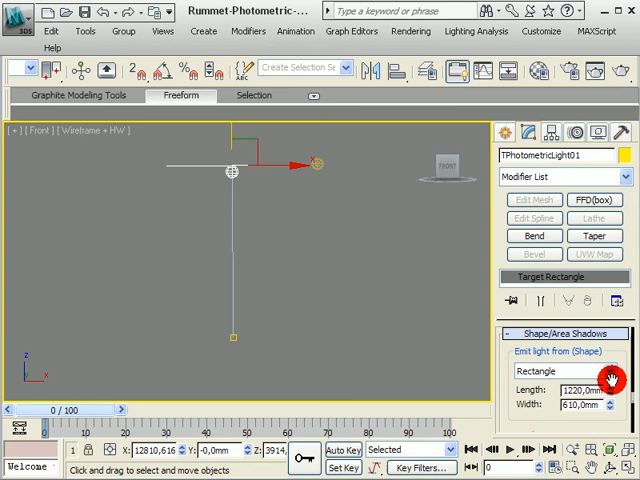 Rummet-Photometric-...
Type a keyword or phrase
3DS
Edit Tools Group Views Create Modifiers Animation Graph Editors Rendering Lighting Analysis Customize MAXScript
Help
Create Selection Se
Graphite Modeling Tools Freeform Selection
[ + ] [ Front ] [ Wireframe + HW ]
x
FRONT
TPhotometricLight01
Modifier List
Edit Mesh FFD(box)
Edit Spline Lathe
Bend Taper
Bevel UVW Map
Target Rectangle
- Shape/Area Shadows
Emit light from (Shape)
Rectangle
Length: 1220,0mm
Width: 610,0mm
z
x
0 / 100
0 10 20 30 40 50 60 70 80 90 100
1 X: 12810,616 Y: -0,0mm Z: 3914, Auto Key Selected
Welcome Click and drag to select and move objects Set Key Key Filters... 0